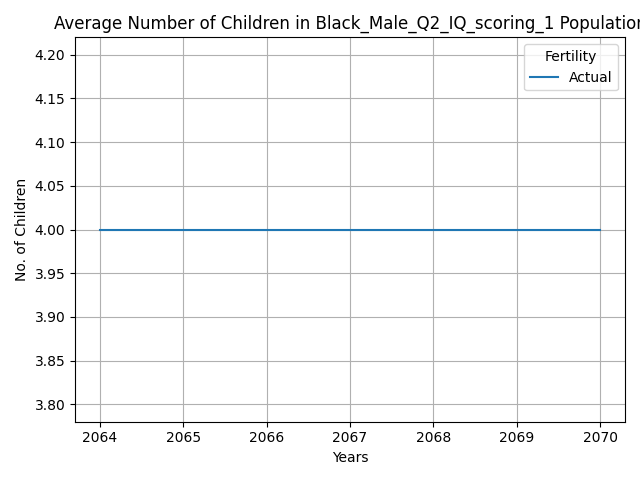 Average Number of Children in Black_Male_Q2_IQ_scoring_1 Population
4.20
Fertility
Actual
4.15
4.10
4.05
4.00
3.95
3.90
3.85
3.80
No. of Children
2064 2065 2066 2067 2068 2069 2070
Years